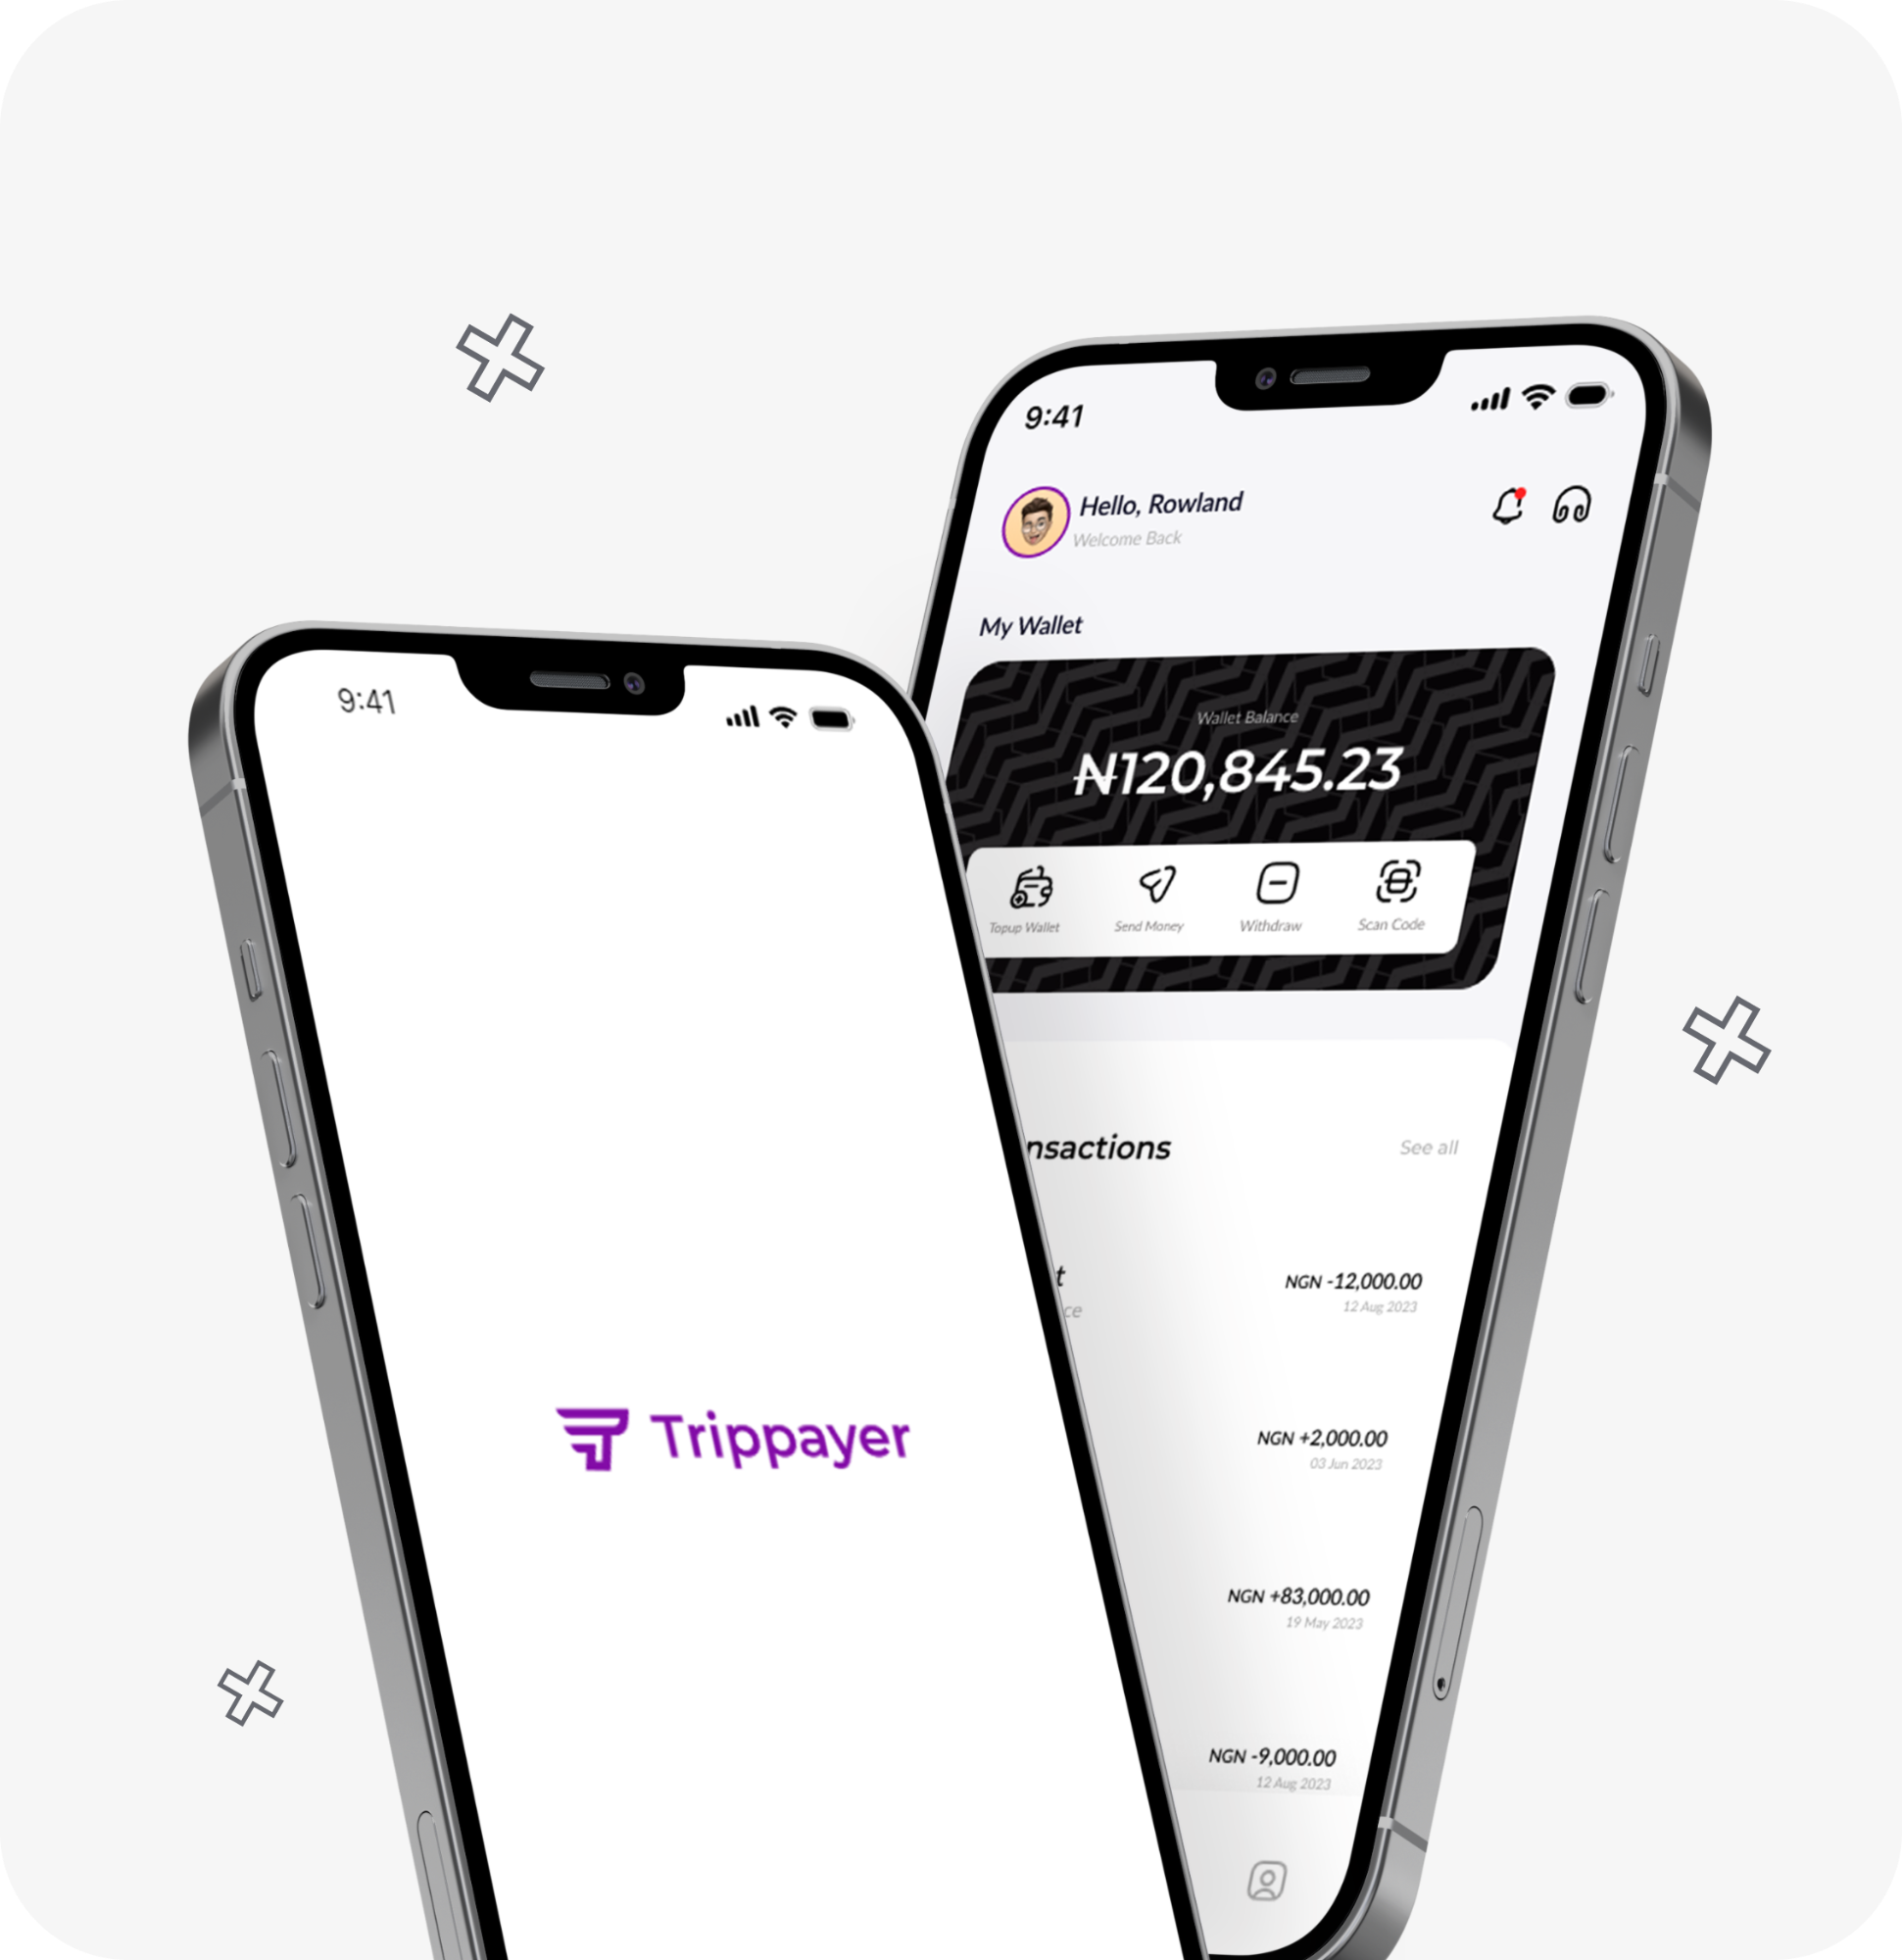 9:41
Hello, Rowland
Welcome Back
My Wallet
Wallet Balance
₦120,845.23
Topup Wallet
Send Money
Withdraw
Scan Code
nsactions
See all
t
ce
NGN -12,000.00
12 Aug 2023
NGN +2,000.00
03 Jun 2023
NGN +83,000.00
19 May 2023
NGN -9,000.00
12 Aug 2023
9:41
Trippayer